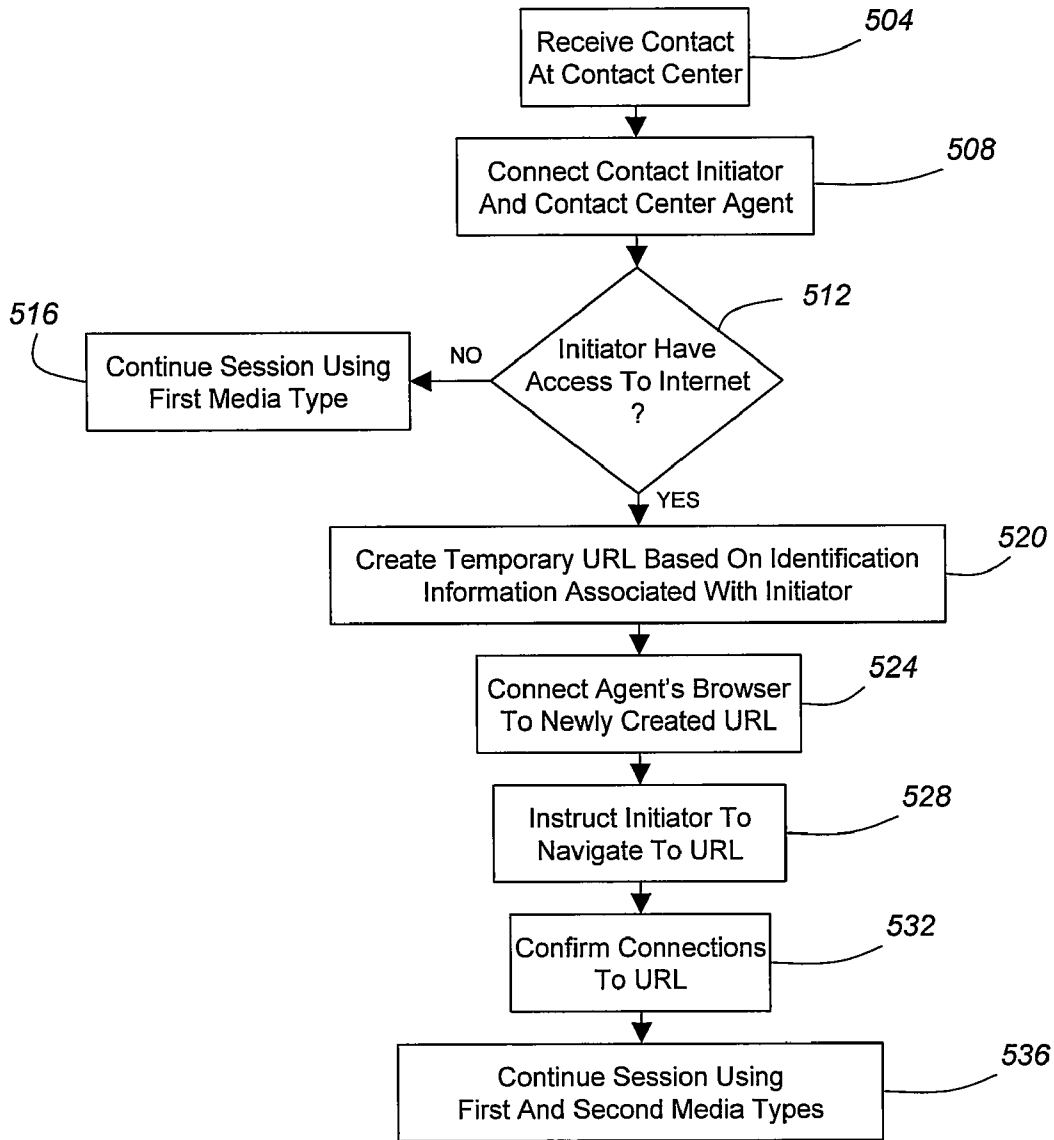 504
Receive Contact
At Contact Center
508
Connect Contact Initiator
And Contact Center Agent
512
Initiator Have
Access To Internet
?
NO
516
Continue Session Using
First Media Type
YES
520
Create Temporary URL Based On Identification
Information Associated With Initiator
524
Connect Agent's Browser
To Newly Created URL
528
Instruct Initiator To
Navigate To URL
532
Confirm Connections
To URL
536
Continue Session Using
First And Second Media Types